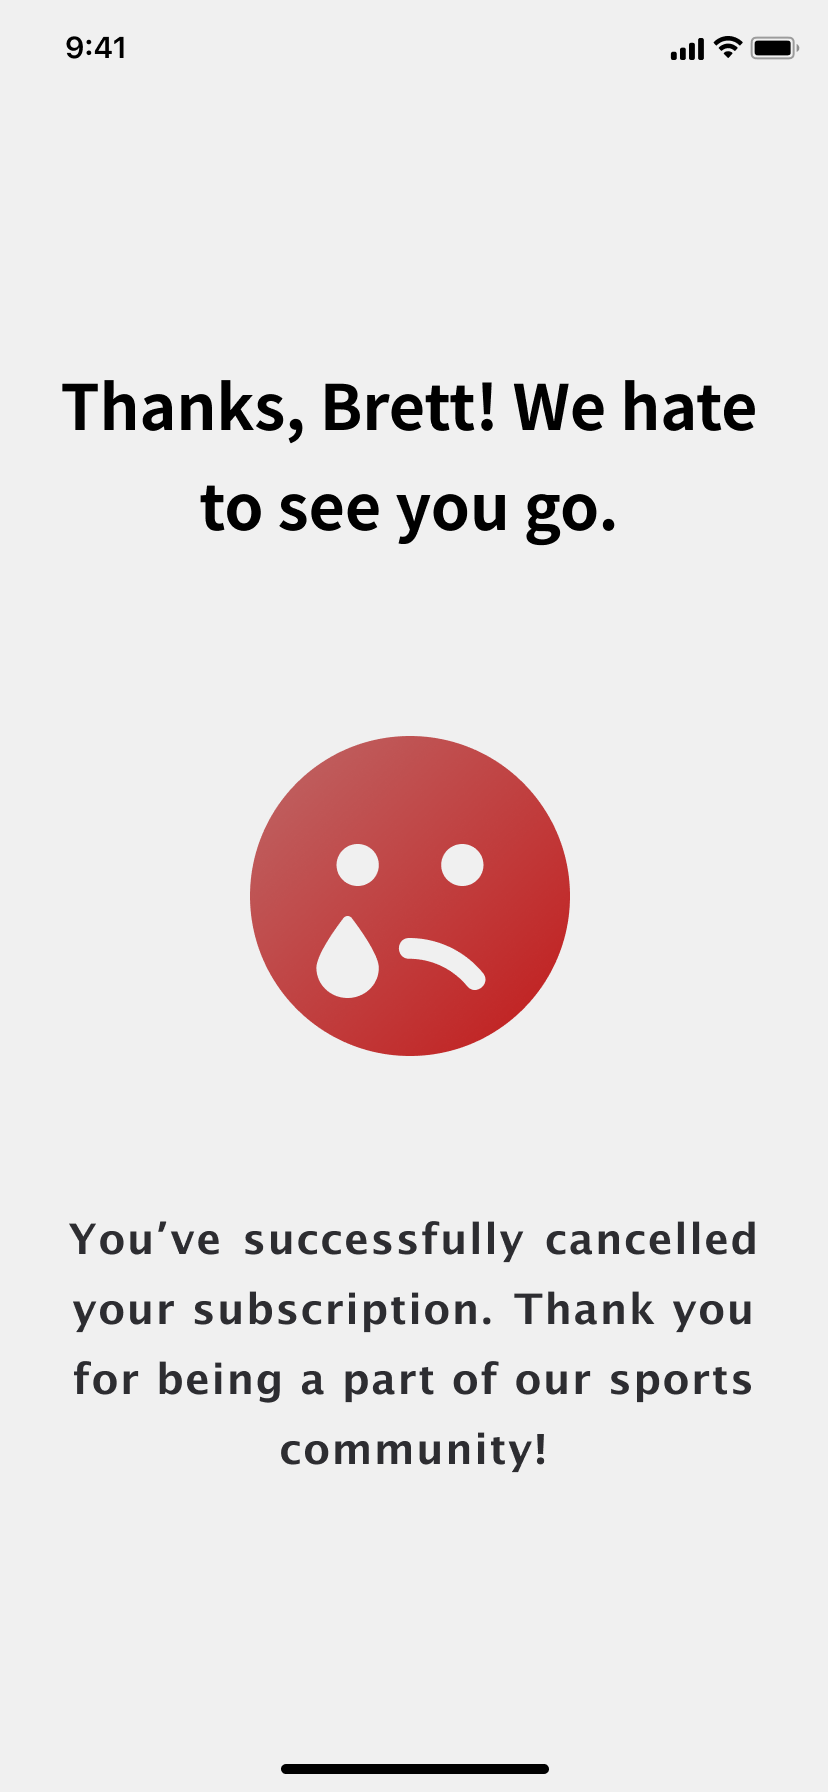 9:41
Thanks, Brett! We hate
to see you go.
You’ve successfully cancelled
your subscription. Thank you
for being a part of our sports
community!